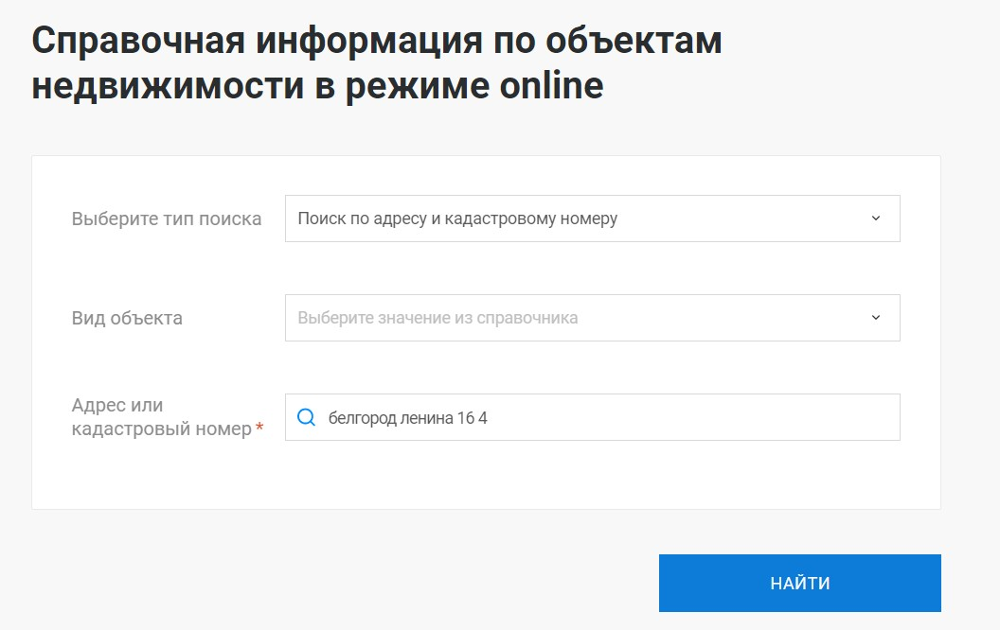 Справочная информация по объектам
недвижимости в режиме online
Выберите тип поиска
Поиск по адресу и кадастровому номеру
Вид объекта
Выберите значение из справочника
Адрес или
кадастровый номер *
белгород ленина 16 4
НАЙТИ